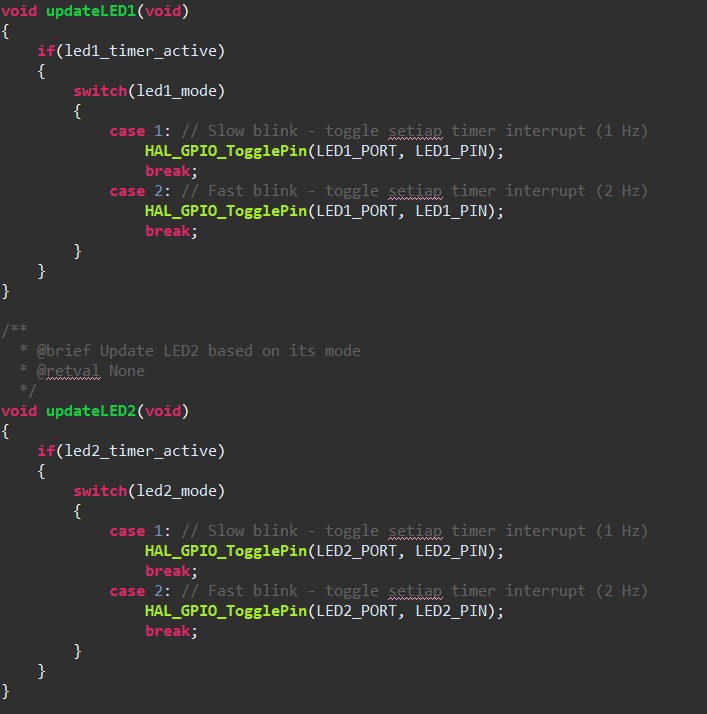 void updateLED1(void)
{
    if(led1_timer_active)
    {
        switch(led1_mode)
        {
            case 1: // Slow blink - toggle setiap timer interrupt (1 Hz)
                HAL_GPIO_TogglePin(LED1_PORT, LED1_PIN);
                break;
            case 2: // Fast blink - toggle setiap timer interrupt (2 Hz)
                HAL_GPIO_TogglePin(LED1_PORT, LED1_PIN);
                break;
        }
    }
}

/**
  * @brief Update LED2 based on its mode
  * @retval None
  */
void updateLED2(void)
{
    if(led2_timer_active)
    {
        switch(led2_mode)
        {
            case 1: // Slow blink - toggle setiap timer interrupt (1 Hz)
                HAL_GPIO_TogglePin(LED2_PORT, LED2_PIN);
                break;
            case 2: // Fast blink - toggle setiap timer interrupt (2 Hz)
                HAL_GPIO_TogglePin(LED2_PORT, LED2_PIN);
                break;
        }
    }
}